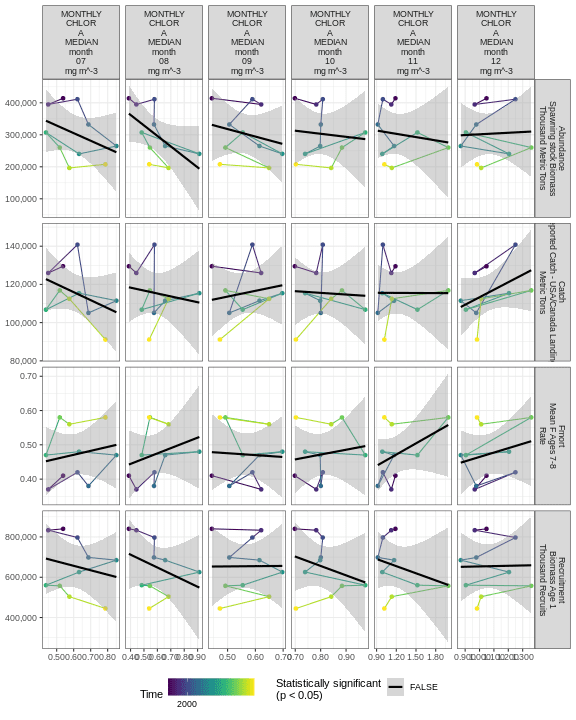 MONTHLY MONTHLY MONTHLY MONTHLY MONTHLY MONTHLY
CHLOR CHLOR CHLOR CHLOR CHLOR CHLOR
A A A A A A
MEDIAN MEDIAN MEDIAN MEDIAN MEDIAN MEDIAN
month month month month month month
07 08 09 10 11 12
mg m^-3 mg m^-3 mg m^-3 mg m^-3 mg m^-3 mg m^-3
400,000
300,000
200,000
100,000
Abundance
Spawning stock Biomass
Thousand Metric Tons
140,000
120,000
100,000
80,000
Catch
ported Catch - USA/Canada Landin
Metric Tons
0.70
0.60
0.50
0.40
Fmort
Mean F Ages 7-8
Rate
800,000
600,000
400,000
Recruitment
Biomass Age 1
Thousand Recruits
0.50 0.60 0.70 0.80 0.40 0.50 0.60 0.70 0.80 0.90 0.50 0.60 0.70 0.70 0.80 0.90 0.90 1.20 1.50 1.80 0.90 1.00 1.10 1.20 1.30
Time
2000
Statistically significant
(p < 0.05)
FALSE